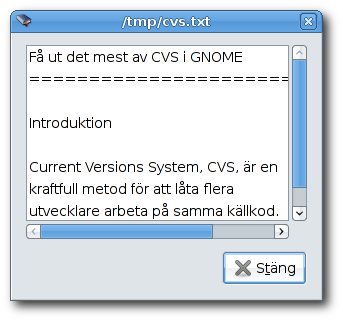 /tmp/cvs.txt
Få ut det mest av CVS i GNOME
======================
Introduktion
Current Versions System, CVS, är en
kraftfull metod för att låta flera
utvecklare arbeta på samma källkod.
Stäng